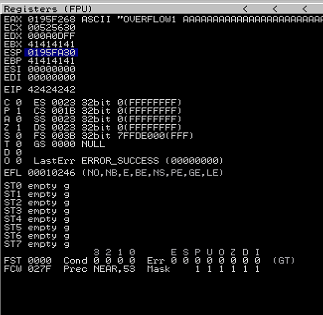 Registers (FPU) < < <
EAX 0195F268 ASCII "OVERFLOW1 AAAAAAAAAAAAAAAAAAAAAAAA
ECX 00525630
EDX 000A0DFF
EBX 41414141
ESP 0195FA30
EBP 41414141
ESI 00000000
EDI 00000000
EIP 42424242
C 0 ES 0023 32bit 0(FFFFFFFF)
P 1 CS 001B 32bit 0(FFFFFFFF)
A 0 SS 0023 32bit 0(FFFFFFFF)
Z 1 DS 0023 32bit 0(FFFFFFFF)
S 0 FS 003B 32bit 7FFDE000(FFF)
T 0 GS 0000 NULL
D 0
O 0 LastErr ERROR_SUCCESS (00000000)
EFL 00010246 (NO,NB,E,BE,NS,PE,GE,LE)
ST0 empty g
ST1 empty g
ST2 empty g
ST3 empty g
ST4 empty g
ST5 empty g
ST6 empty g
ST7 empty g
3 2 1 0 E S P U O Z D I
FST 0000 Cond 0 0 0 0 Err 0 0 0 0 0 0 0 0 (GT)
FCW 027F Prec NEAR,53 Mask 1 1 1 1 1 1